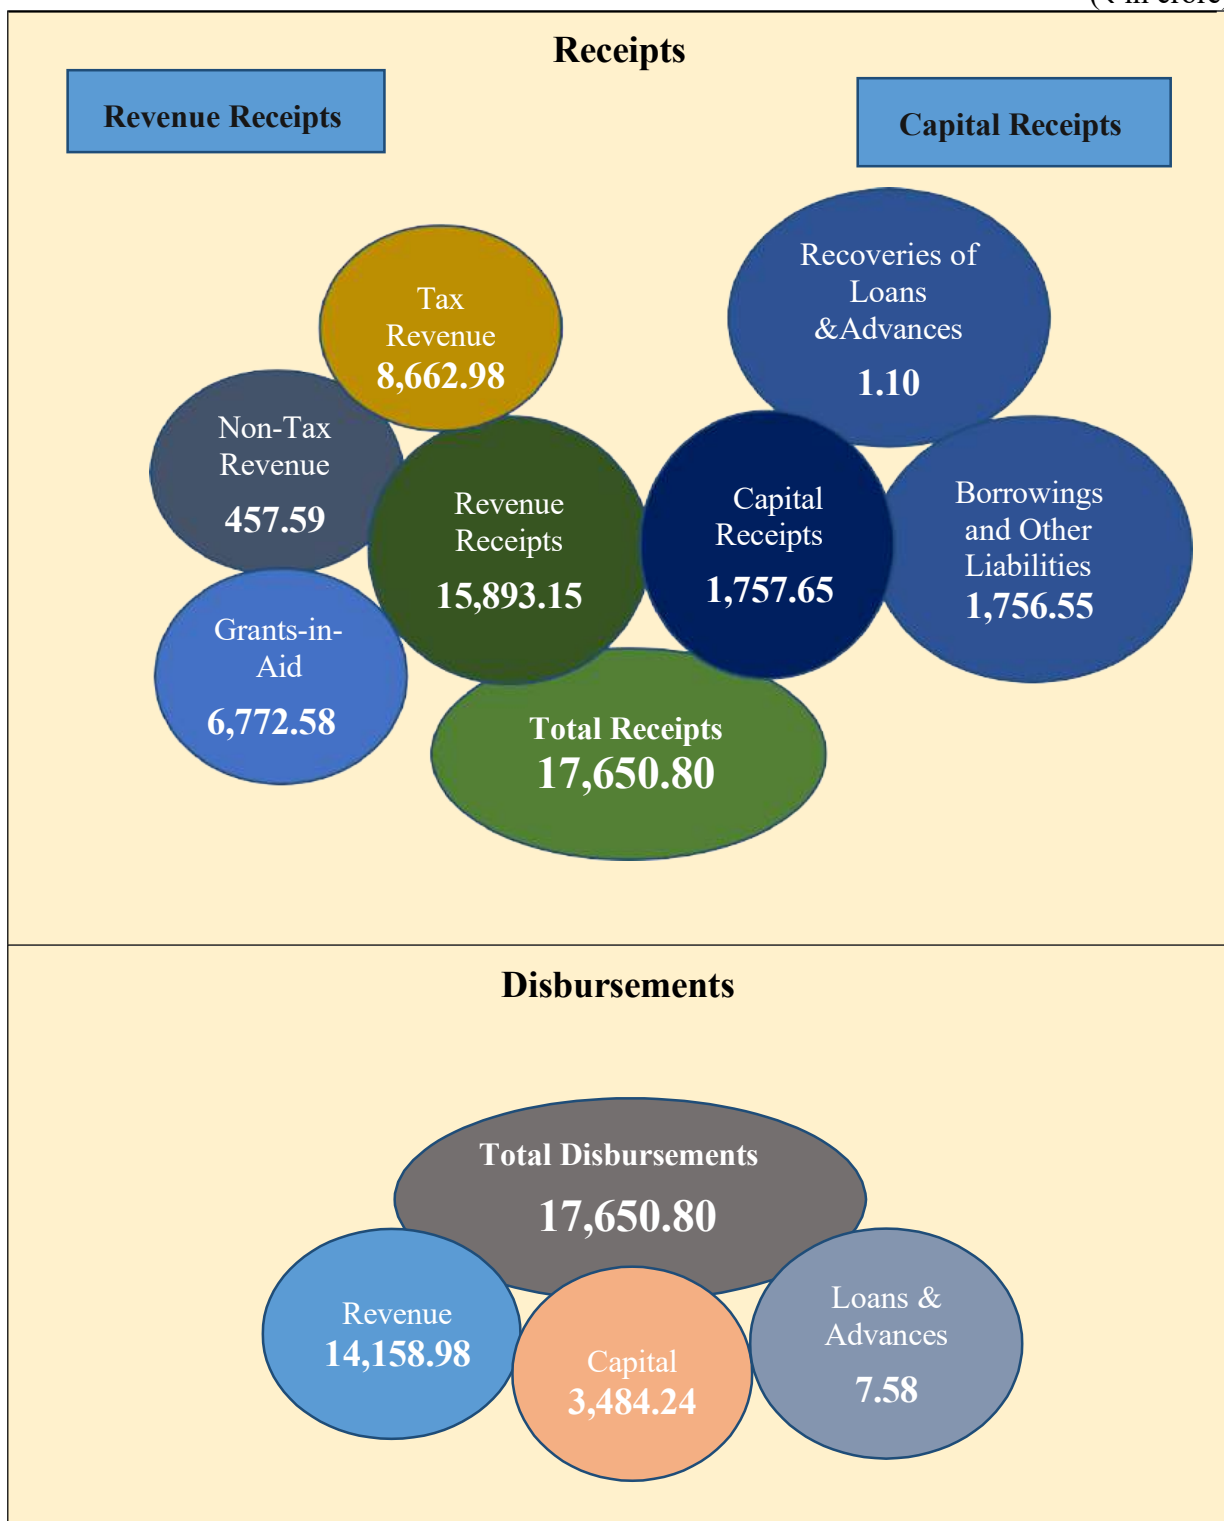 (₹ in crore)
Receipts
Revenue Receipts
Capital Receipts
Tax
Revenue
8,662.98
Non-Tax
Revenue
457.59
Grants-in-
Aid
6,772.58
Revenue
Receipts
15,893.15
Capital
Receipts
1,757.65
Recoveries of
Loans
&Advances
1.10
Borrowings
and Other
Liabilities
1,756.55
Total Receipts
17,650.80
Disbursements
Total Disbursements
17,650.80
Revenue
14,158.98
Capital
3,484.24
Loans &
Advances
7.58